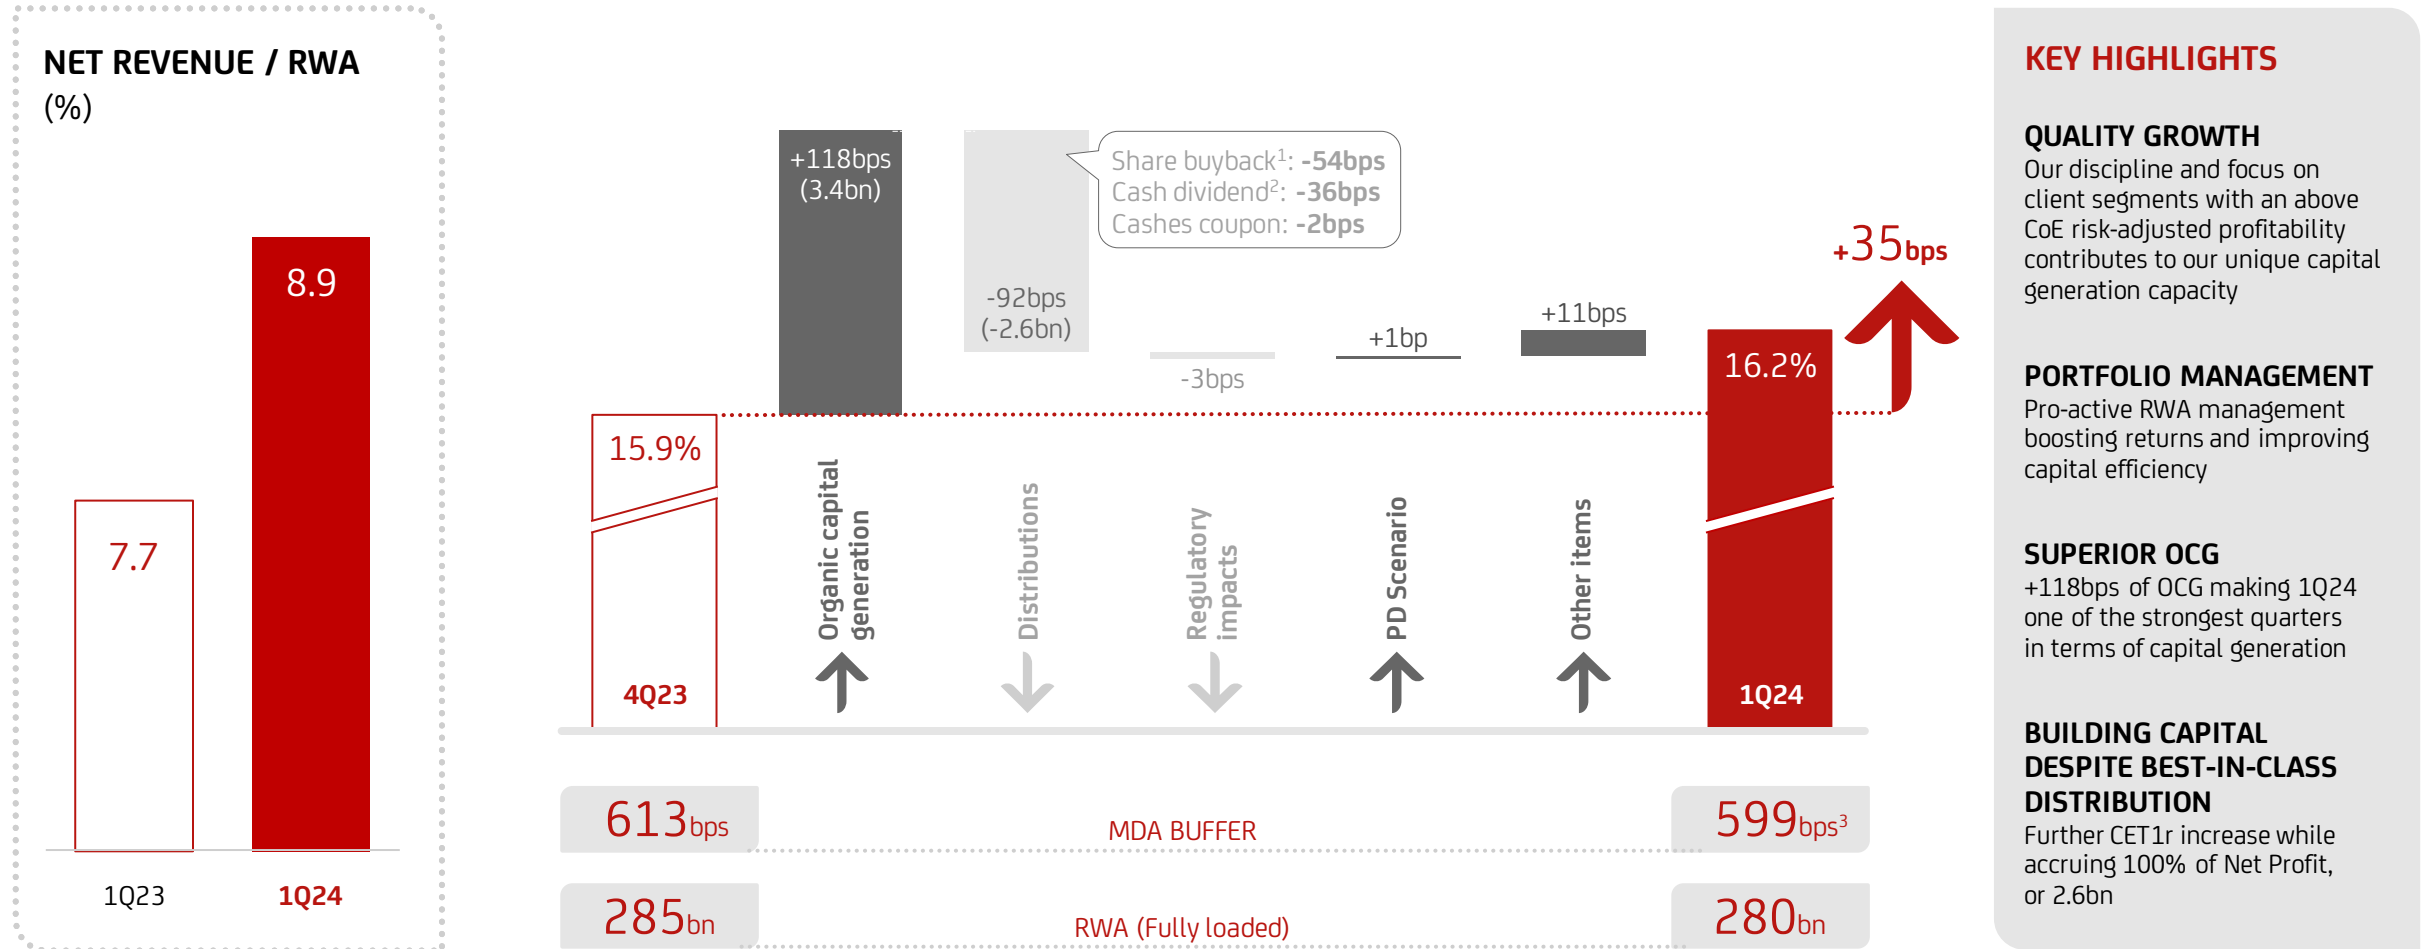 NET REVENUE / RWA
(%)
7.7
8.9
1Q23
1Q24
+118bps
(3.4bn)
-92bps
(-2.6bn)
Share buyback¹: -54bps
Cash dividend²: -36bps
Cashes coupon: -2bps
-3bps
+1bp
+11bps
+35bps
15.9%
16.2%
Organic capital
generation
Distributions
Regulatory
impacts
PD Scenario
Other items
4Q23
1Q24
613bps
MDA BUFFER
599bps³
285bn
RWA (Fully loaded)
280bn
KEY HIGHLIGHTS
QUALITY GROWTH
Our discipline and focus on
client segments with an above
CoE risk-adjusted profitability
contributes to our unique capital
generation capacity
PORTFOLIO MANAGEMENT
Pro-active RWA management
boosting returns and improving
capital efficiency
SUPERIOR OCG
+118bps of OCG making 1Q24
one of the strongest quarters
in terms of capital generation
BUILDING CAPITAL
DESPITE BEST-IN-CLASS
DISTRIBUTION
Further CET1r increase while
accruing 100% of Net Profit,
or 2.6bn